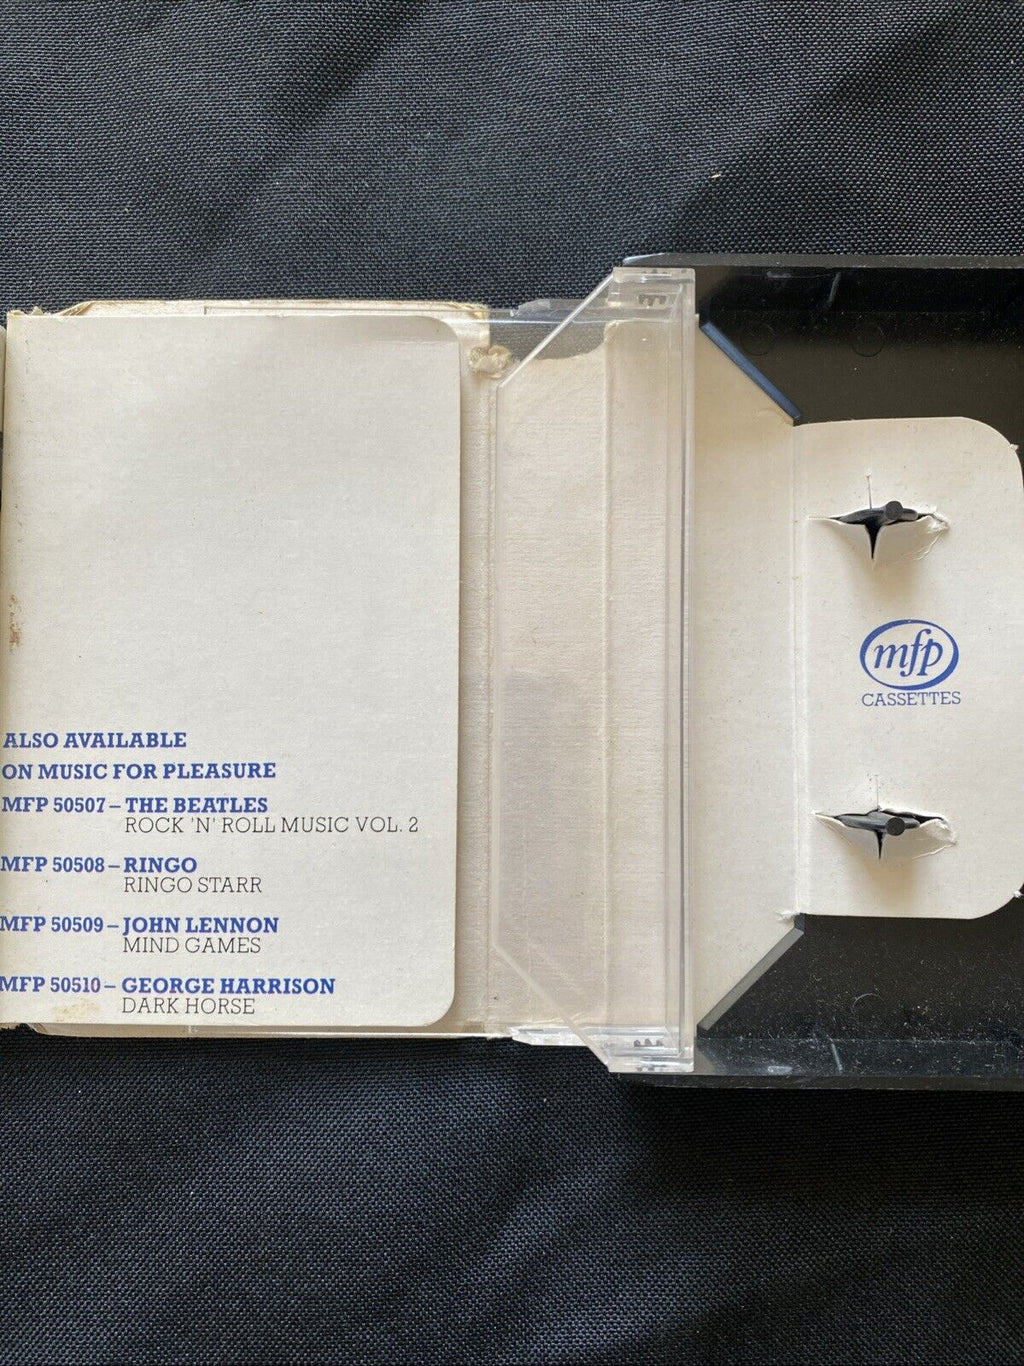 ALSO AVAILABLE
ON MUSIC FOR PLEASURE
MFP 50507 – THE BEATLES
ROCK 'N' ROLL MUSIC VOL. 2
MFP 50508 – RINGO
RINGO STARR
MFP 50509 – JOHN LENNON
MIND GAMES
MFP 50510 – GEORGE HARRISON
DARK HORSE
mfp
CASSETTES